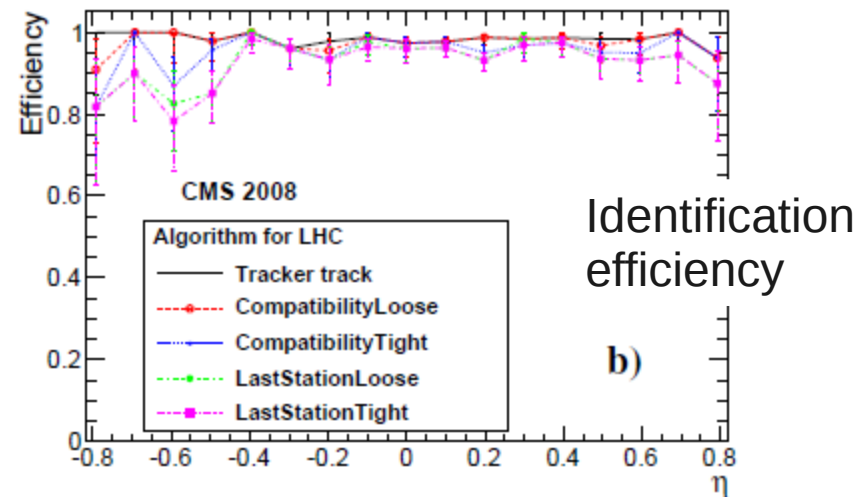 Efficiency
1
0.8
0.6
0.4
0.2
0
CMS 2008
Algorithm for LHC
Tracker track
CompatibilityLoose
CompatibilityTight
LastStationLoose
LastStationTight
Identification
efficiency
b)
-0.8 -0.6 -0.4 -0.2 0 0.2 0.4 0.6 0.8
η